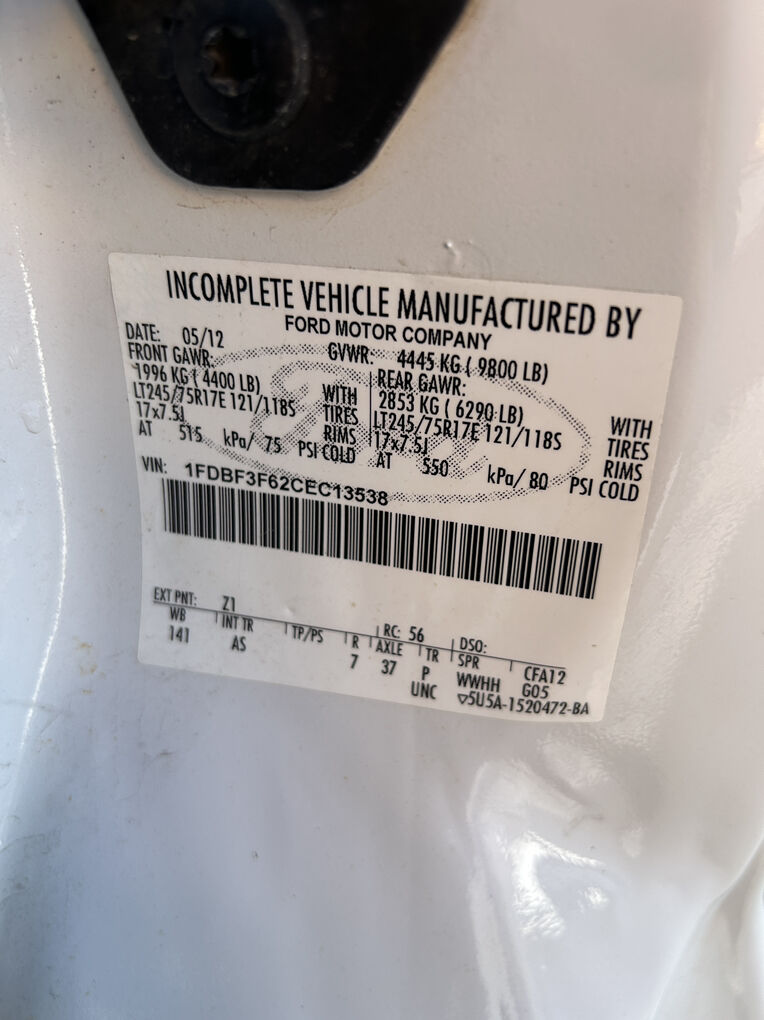 INCOMPLETE VEHICLE MANUFACTURED BY
FORD MOTOR COMPANY
DATE: 05/12 GVWR: 4445 KG ( 9800 LB)
FRONT GAWR: REAR GAWR:
1996 KG ( 4400 LB) WITH 2853 KG ( 6290 LB) WITH
LT245/75R17E 121/118S TIRES LT245/75R17E 121/118S TIRES
17x7.5J RIMS 17x7.5J RIMS
AT 515 kPa/ 75 PSI COLD AT 550 kPa/ 80 PSI COLD
VIN: 1FDBF3F62CEC13538
EXT PNT: Z1 RC: 56 DSO:
WB INT TR TP/PS R AXLE TR SPR CFA12
141 AS 7 37 P WWHH G05
UNC ▽5U5A-1520472-BA